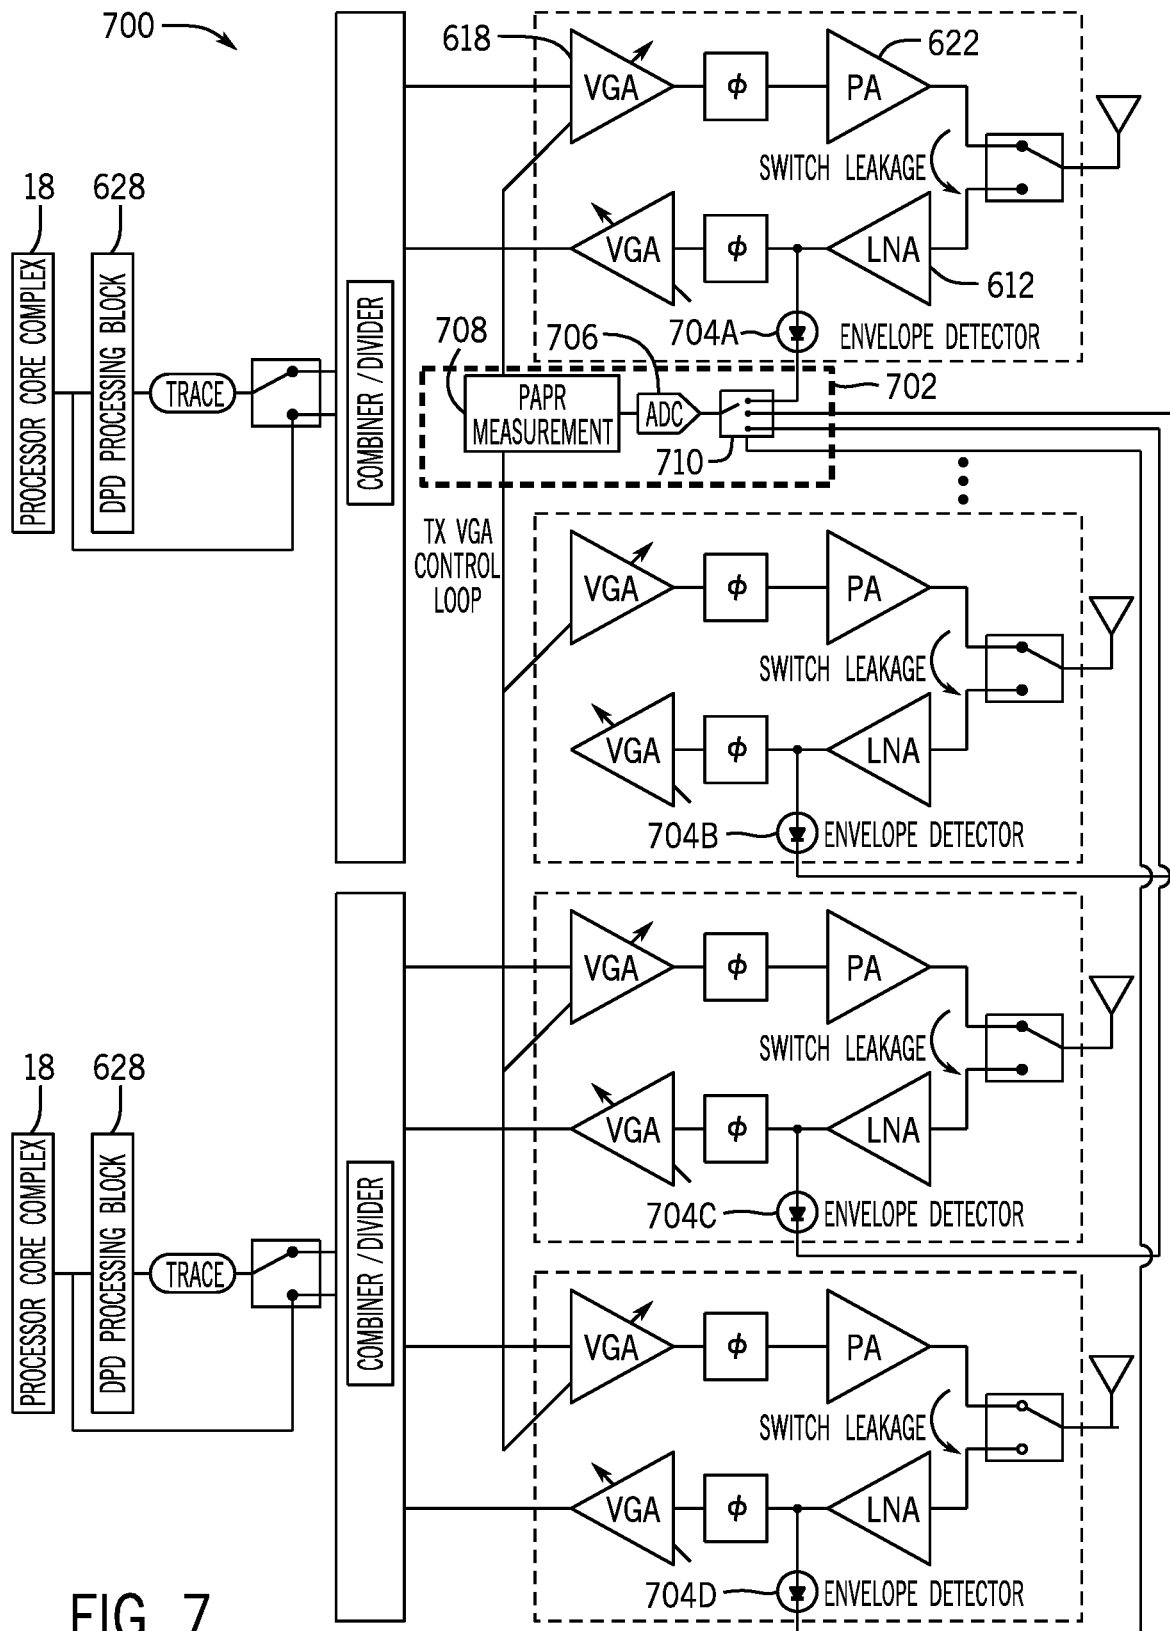 700
618
VGA
ϕ
PA
622
SWITCH LEAKAGE
VGA
ϕ
LNA
612
704A
ENVELOPE DETECTOR
18
628
PROCESSOR CORE COMPLEX
DPD PROCESSING BLOCK
TRACE
COMBINER / DIVIDER
708
706
702
PAPR
MEASUREMENT
ADC
710
TX VGA
CONTROL
LOOP
VGA
ϕ
PA
SWITCH LEAKAGE
VGA
ϕ
LNA
704B
ENVELOPE DETECTOR
VGA
ϕ
PA
SWITCH LEAKAGE
VGA
ϕ
LNA
704C
ENVELOPE DETECTOR
18
628
PROCESSOR CORE COMPLEX
DPD PROCESSING BLOCK
TRACE
COMBINER / DIVIDER
VGA
ϕ
PA
SWITCH LEAKAGE
VGA
ϕ
LNA
704D
ENVELOPE DETECTOR
FIG. 7